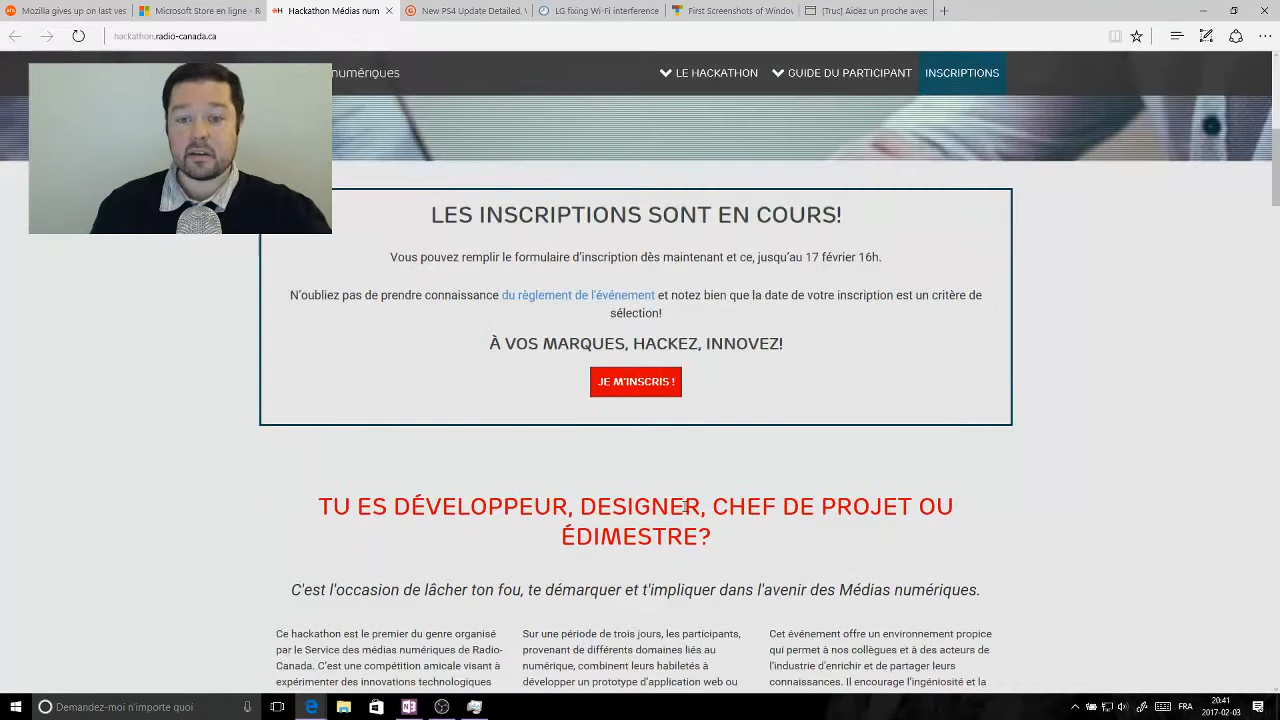 Mozilla gives up on last ves
Microsoft Store en ligne - R
Hackathon Médias num
New PS4 Update Detailed, V
LG fixing Wi-Fi interference
First Screenshots of Window
[Truc] Aidez un proche avec
hackathon.radio-canada.ca
numériques
LE HACKATHON
GUIDE DU PARTICIPANT
INSCRIPTIONS
LES INSCRIPTIONS SONT EN COURS!
Vous pouvez remplir le formulaire d'inscription dès maintenant et ce, jusqu'au 17 février 16h.
N'oubliez pas de prendre connaissance du règlement de l'événement et notez bien que la date de votre inscription est un critère de
sélection!
À VOS MARQUES, HACKEZ, INNOVEZ!
JE M'INSCRIS !
TU ES DÉVELOPPEUR, DESIGNER, CHEF DE PROJET OU
ÉDIMESTRE?
C'est l'occasion de lâcher ton fou, te démarquer et t'impliquer dans l'avenir des Médias numériques.
Ce hackathon est le premier du genre organisé
par le Service des médias numériques de Radio-
Canada. C'est une compétition amicale visant à
expérimenter des innovations technologiques
Sur une période de trois jours, les participants,
provenant de différents domaines liés au
numérique, combinent leurs habiletés à
développer un prototype d'application web ou
Cet événement offre un environnement propice
qui permet à nos collègues et à des acteurs de
l'industrie d'enrichir et de partager leurs
connaissances. Il encourage l'ingéniosité et la
Demandez-moi n'importe quoi
FRA
20:41
2017-02-03